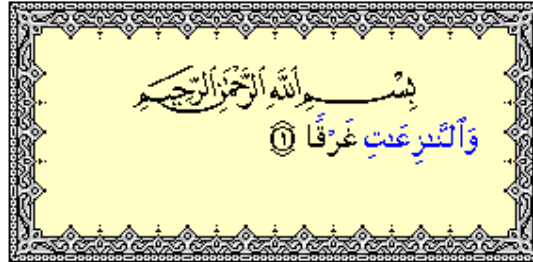 بِسْمِ ٱللَّهِ ٱلرَّحْمَٰنِ ٱلرَّحِيمِ
وَٱلنَّٰزِعَٰتِ غَرْقًا ۝١